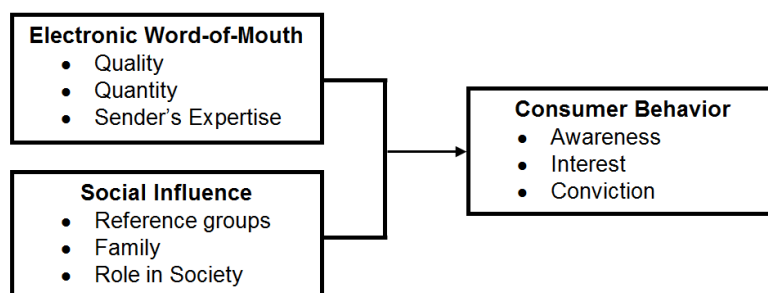 Electronic Word-of-Mouth
• Quality
• Quantity
• Sender's Expertise
Social Influence
• Reference groups
• Family
• Role in Society
Consumer Behavior
• Awareness
• Interest
• Conviction